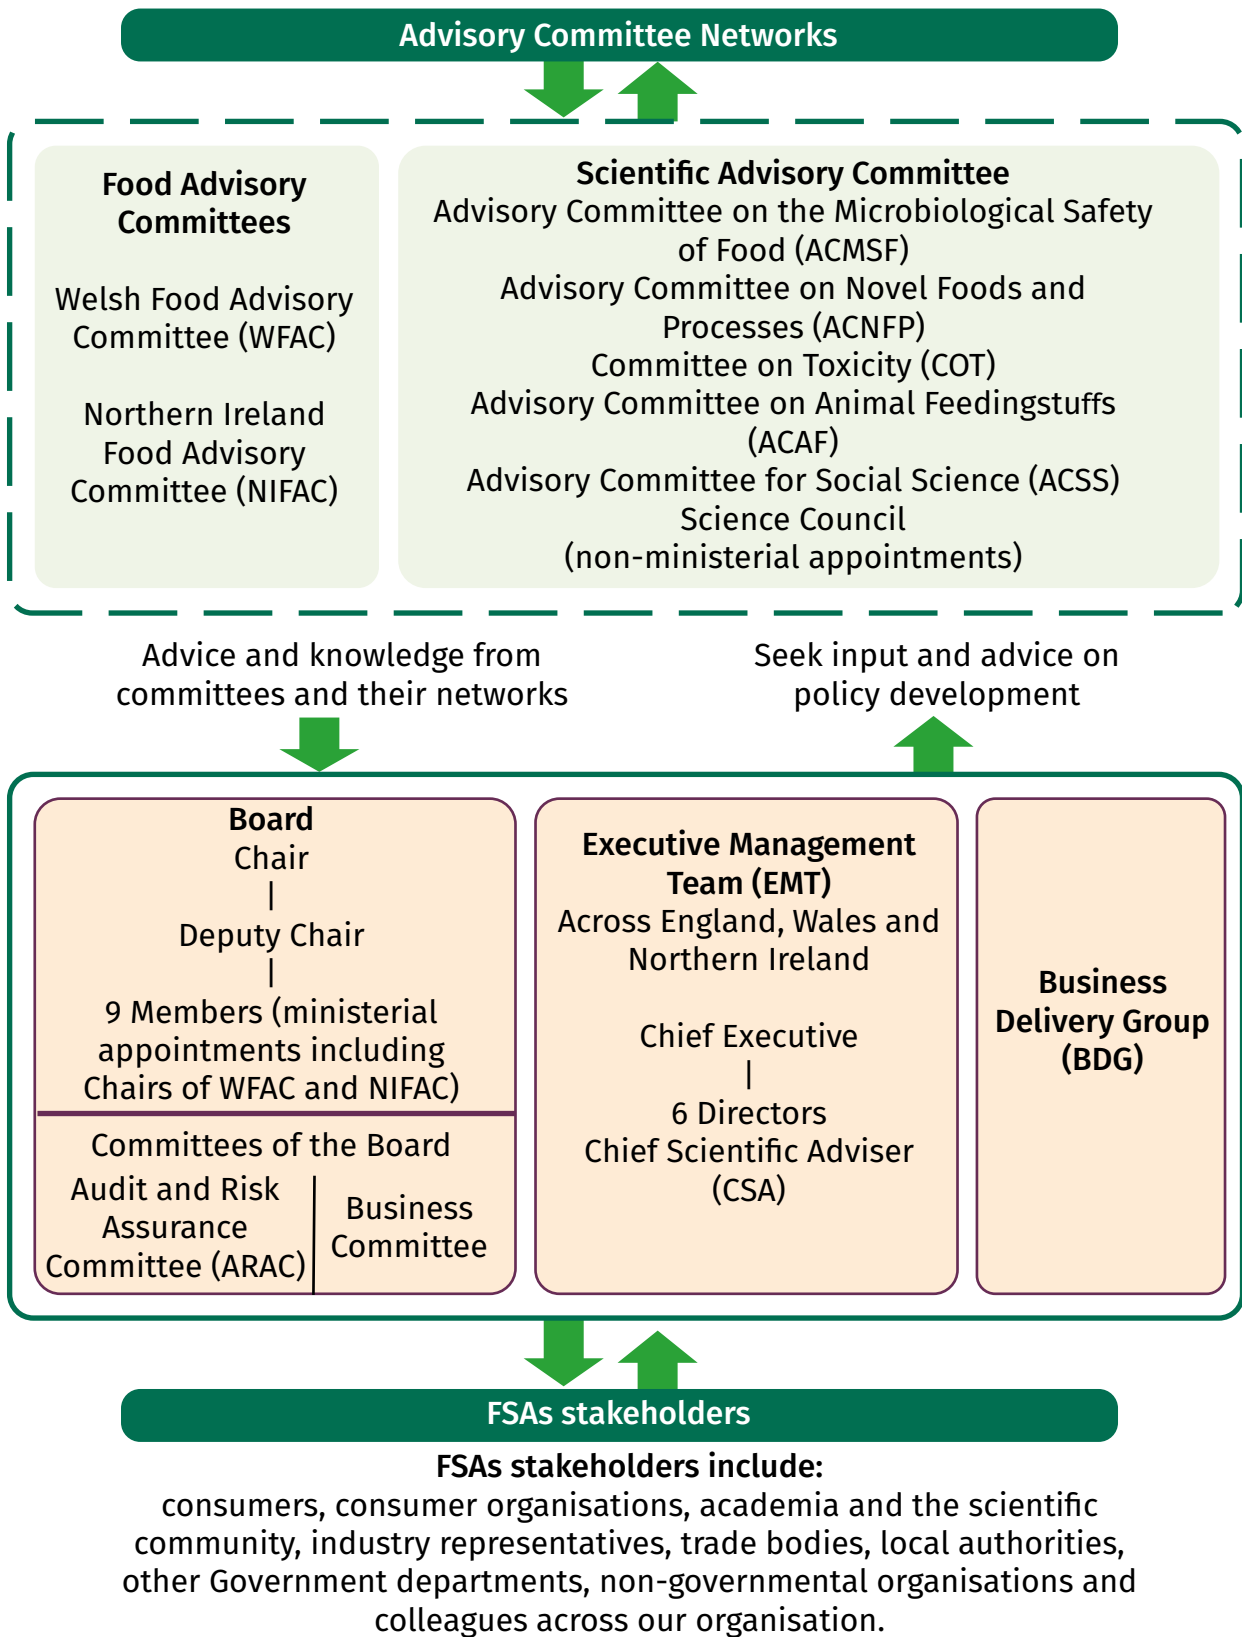 Advisory Committee Networks
Food Advisory
Committees
Welsh Food Advisory
Committee (WFAC)
Northern Ireland
Food Advisory
Committee (NIFAC)
Scientific Advisory Committee
Advisory Committee on the Microbiological Safety
of Food (ACMSF)
Advisory Committee on Novel Foods and
Processes (ACNFP)
Committee on Toxicity (COT)
Advisory Committee on Animal Feedingstuffs
(ACAF)
Advisory Committee for Social Science (ACSS)
Science Council
(non-ministerial appointments)
Advice and knowledge from
committees and their networks
Seek input and advice on
policy development
Board
Chair
Deputy Chair
9 Members (ministerial
appointments including
Chairs of WFAC and NIFAC)
Committees of the Board
Audit and Risk
Assurance
Committee (ARAC)
Business
Committee
Executive Management
Team (EMT)
Across England, Wales and
Northern Ireland
Chief Executive
6 Directors
Chief Scientific Adviser
(CSA)
Business
Delivery Group
(BDG)
FSAs stakeholders
FSAs stakeholders include:
consumers, consumer organisations, academia and the scientific
community, industry representatives, trade bodies, local authorities,
other Government departments, non-governmental organisations and
colleagues across our organisation.